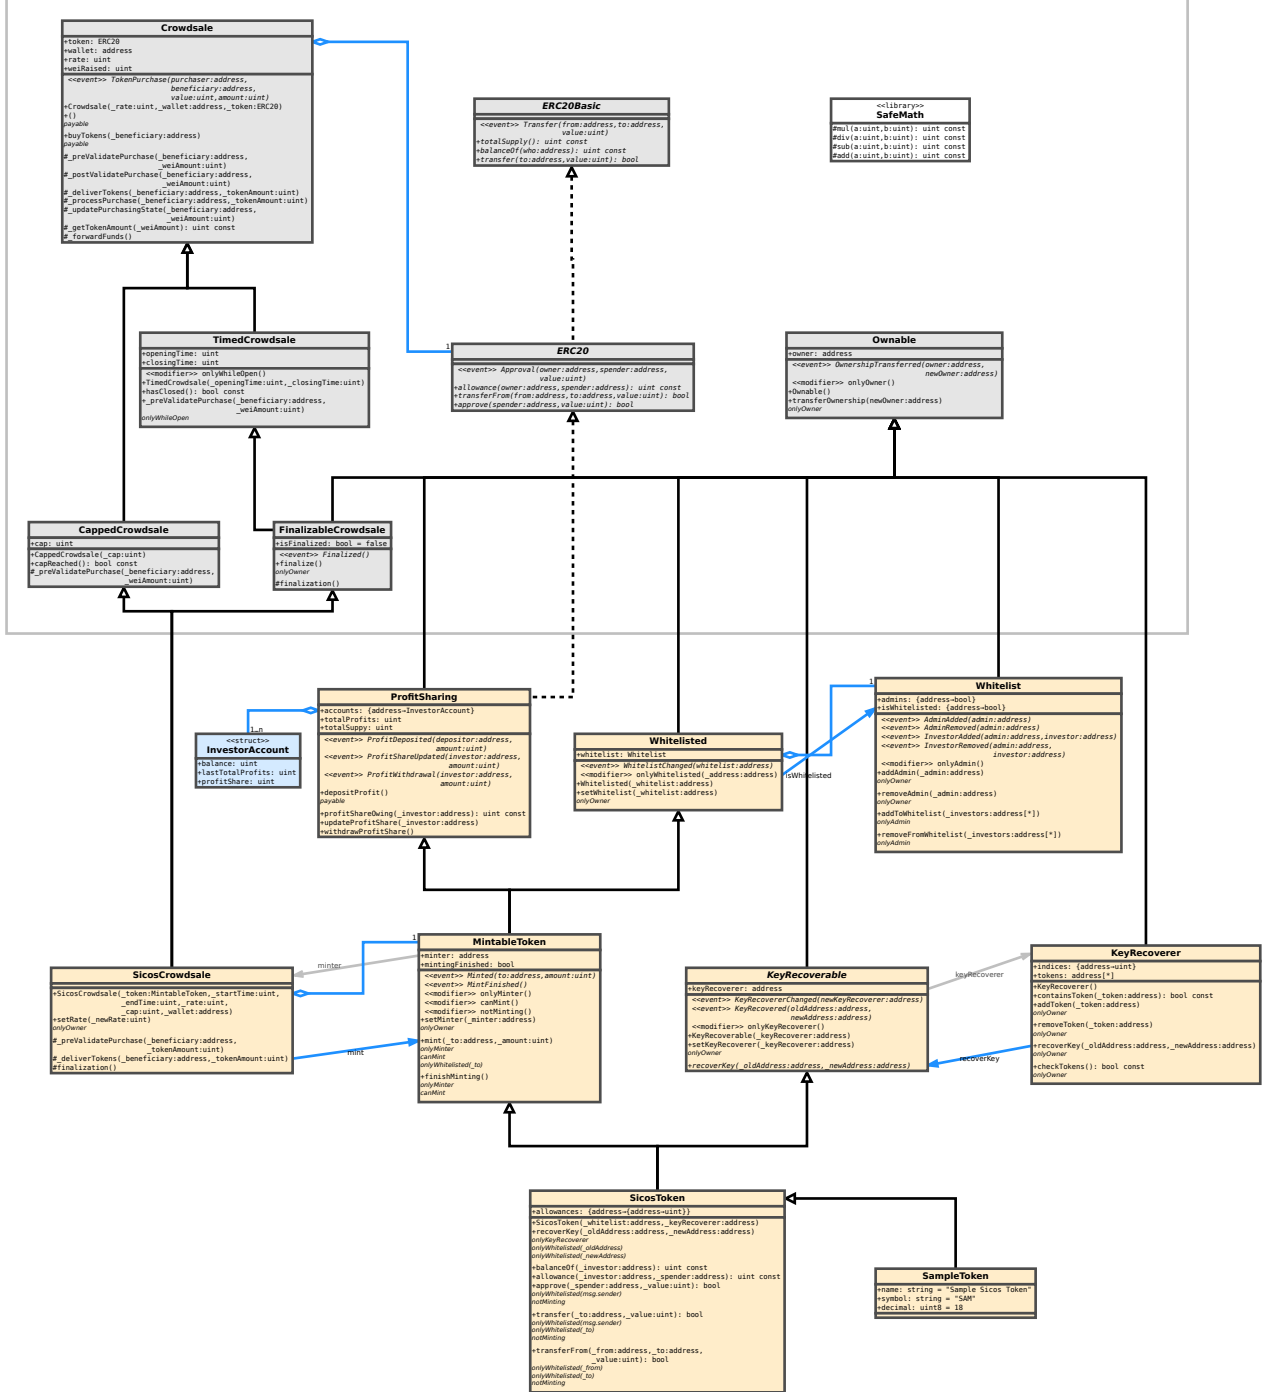 Crowdsale
+token: ERC20
+wallet: address
+rate: uint
+weiRaised: uint
<<event>> TokenPurchase(purchaser:address,
beneficiary:address,
value:uint,amount:uint)
+Crowdsale(_rate:uint,_wallet:address,_token:ERC20)
+()
payable
+buyTokens(_beneficiary:address)
payable
#_preValidatePurchase(_beneficiary:address,
_weiAmount:uint)
#_postValidatePurchase(_beneficiary:address,
_weiAmount:uint)
#_deliverTokens(_beneficiary:address,_tokenAmount:uint)
#_processPurchase(_beneficiary:address,_tokenAmount:uint)
#_updatePurchasingState(_beneficiary:address,
_weiAmount:uint)
#_getTokenAmount(_weiAmount): uint const
#_forwardFunds()
ERC20Basic
<<event>> Transfer(from:address,to:address,
value:uint)
+totalSupply(): uint const
+balanceOf(who:address): uint const
+transfer(to:address,value:uint): bool
<<library>>
SafeMath
#mul(a:uint,b:uint): uint const
#div(a:uint,b:uint): uint const
#sub(a:uint,b:uint): uint const
#add(a:uint,b:uint): uint const
TimedCrowdsale
+openingTime: uint
+closingTime: uint
<<modifier>> onlyWhileOpen()
+TimedCrowdsale(_openingTime:uint,_closingTime:uint)
+hasClosed(): bool const
+_preValidatePurchase(_beneficiary:address,
_weiAmount:uint)
onlyWhileOpen
1
ERC20
<<event>> Approval(owner:address,spender:address,
value:uint)
+allowance(owner:address,spender:address): uint const
+transferFrom(from:address,to:address,value:uint): bool
+approve(spender:address,value:uint): bool
Ownable
+owner: address
<<event>> OwnershipTransferred(owner:address,
newOwner:address)
<<modifier>> onlyOwner()
+Ownable()
+transferOwnership(newOwner:address)
onlyOwner
CappedCrowdsale
+cap: uint
+CappedCrowdsale(_cap:uint)
+capReached(): bool const
#_preValidatePurchase(_beneficiary:address,
_weiAmount:uint)
FinalizableCrowdsale
+isFinalized: bool = false
<<event>> Finalized()
+finalize()
onlyOwner
#finalization()
ProfitSharing
+accounts: {address→InvestorAccount}
+totalProfits: uint
+totalSuppy: uint
<<event>> ProfitDeposited(depositor:address,
amount:uint)
<<event>> ProfitShareUpdated(investor:address,
amount:uint)
<<event>> ProfitWithdrawal(investor:address,
amount:uint)
+depositProfit()
payable
+profitShareOwing(_investor:address): uint const
+updateProfitShare(_investor:address)
+withdrawProfitShare()
1..n
<<struct>>
InvestorAccount
+balance: uint
+lastTotalProfits: uint
+profitShare: uint
Whitelisted
+whitelist: Whitelist
<<event>> WhitelistChanged(whitelist:address)
<<modifier>> onlyWhitelisted(_address:address)
+Whitelisted(_whitelist:address)
+setWhitelist(_whitelist:address)
onlyOwner
isWhitelisted
1
Whitelist
+admins: {address→bool}
+isWhitelisted: {address→bool}
<<event>> AdminAdded(admin:address)
<<event>> AdminRemoved(admin:address)
<<event>> InvestorAdded(admin:address,investor:address)
<<event>> InvestorRemoved(admin:address,
investor:address)
<<modifier>> onlyAdmin()
+addAdmin(_admin:address)
onlyOwner
+removeAdmin(_admin:address)
onlyOwner
+addToWhitelist(_investors:address[*])
onlyAdmin
+removeFromWhitelist(_investors:address[*])
onlyAdmin
SicosCrowdsale
+SicosCrowdsale(_token:MintableToken,_startTime:uint,
_endTime:uint,_rate:uint,
_cap:uint,_wallet:address)
+setRate(_newRate:uint)
onlyOwner
#_preValidatePurchase(_beneficiary:address,
_tokenAmount:uint)
#_deliverTokens(_beneficiary:address,_tokenAmount:uint)
#finalization()
minter
mint
1
MintableToken
+minter: address
+mintingFinished: bool
<<event>> Minted(to:address,amount:uint)
<<event>> MintFinished()
<<modifier>> onlyMinter()
<<modifier>> canMint()
<<modifier>> notMinting()
+setMinter(_minter:address)
onlyOwner
+mint(_to:address,_amount:uint)
onlyMinter
canMint
onlyWhitelisted(_to)
+finishMinting()
onlyMinter
canMint
KeyRecoverable
+keyRecoverer: address
<<event>> KeyRecovererChanged(newKeyRecoverer:address)
<<event>> KeyRecovered(oldAddress:address,
newAddress:address)
<<modifier>> onlyKeyRecoverer()
+KeyRecoverable(_keyRecoverer:address)
+setKeyRecoverer(_keyRecoverer:address)
onlyOwner
+recoverKey(_oldAddress:address,_newAddress:address)
keyRecoverer
recoverKey
KeyRecoverer
+indices: {address→uint}
+tokens: address[*]
+KeyRecoverer()
+containsToken(_token:address): bool const
+addToken(_token:address)
onlyOwner
+removeToken(_token:address)
onlyOwner
+recoverKey(_oldAddress:address,_newAddress:address)
onlyOwner
+checkTokens(): bool const
onlyOwner
SicosToken
+allowances: {address→{address→uint}}
+SicosToken(_whitelist:address,_keyRecoverer:address)
+recoverKey(_oldAddress:address,_newAddress:address)
onlyKeyRecoverer
onlyWhitelisted(_oldAddress)
onlyWhitelisted(_newAddress)
+balanceOf(_investor:address): uint const
+allowance(_investor:address,_spender:address): uint const
+approve(_spender:address,_value:uint): bool
onlyWhitelisted(msg.sender)
notMinting
+transfer(_to:address,_value:uint): bool
onlyWhitelisted(msg.sender)
onlyWhitelisted(_to)
notMinting
+transferFrom(_from:address,_to:address,
_value:uint): bool
onlyWhitelisted(_from)
onlyWhitelisted(_to)
notMinting
SampleToken
+name: string = "Sample Sicos Token"
+symbol: string = "SAM"
+decimal: uint8 = 18